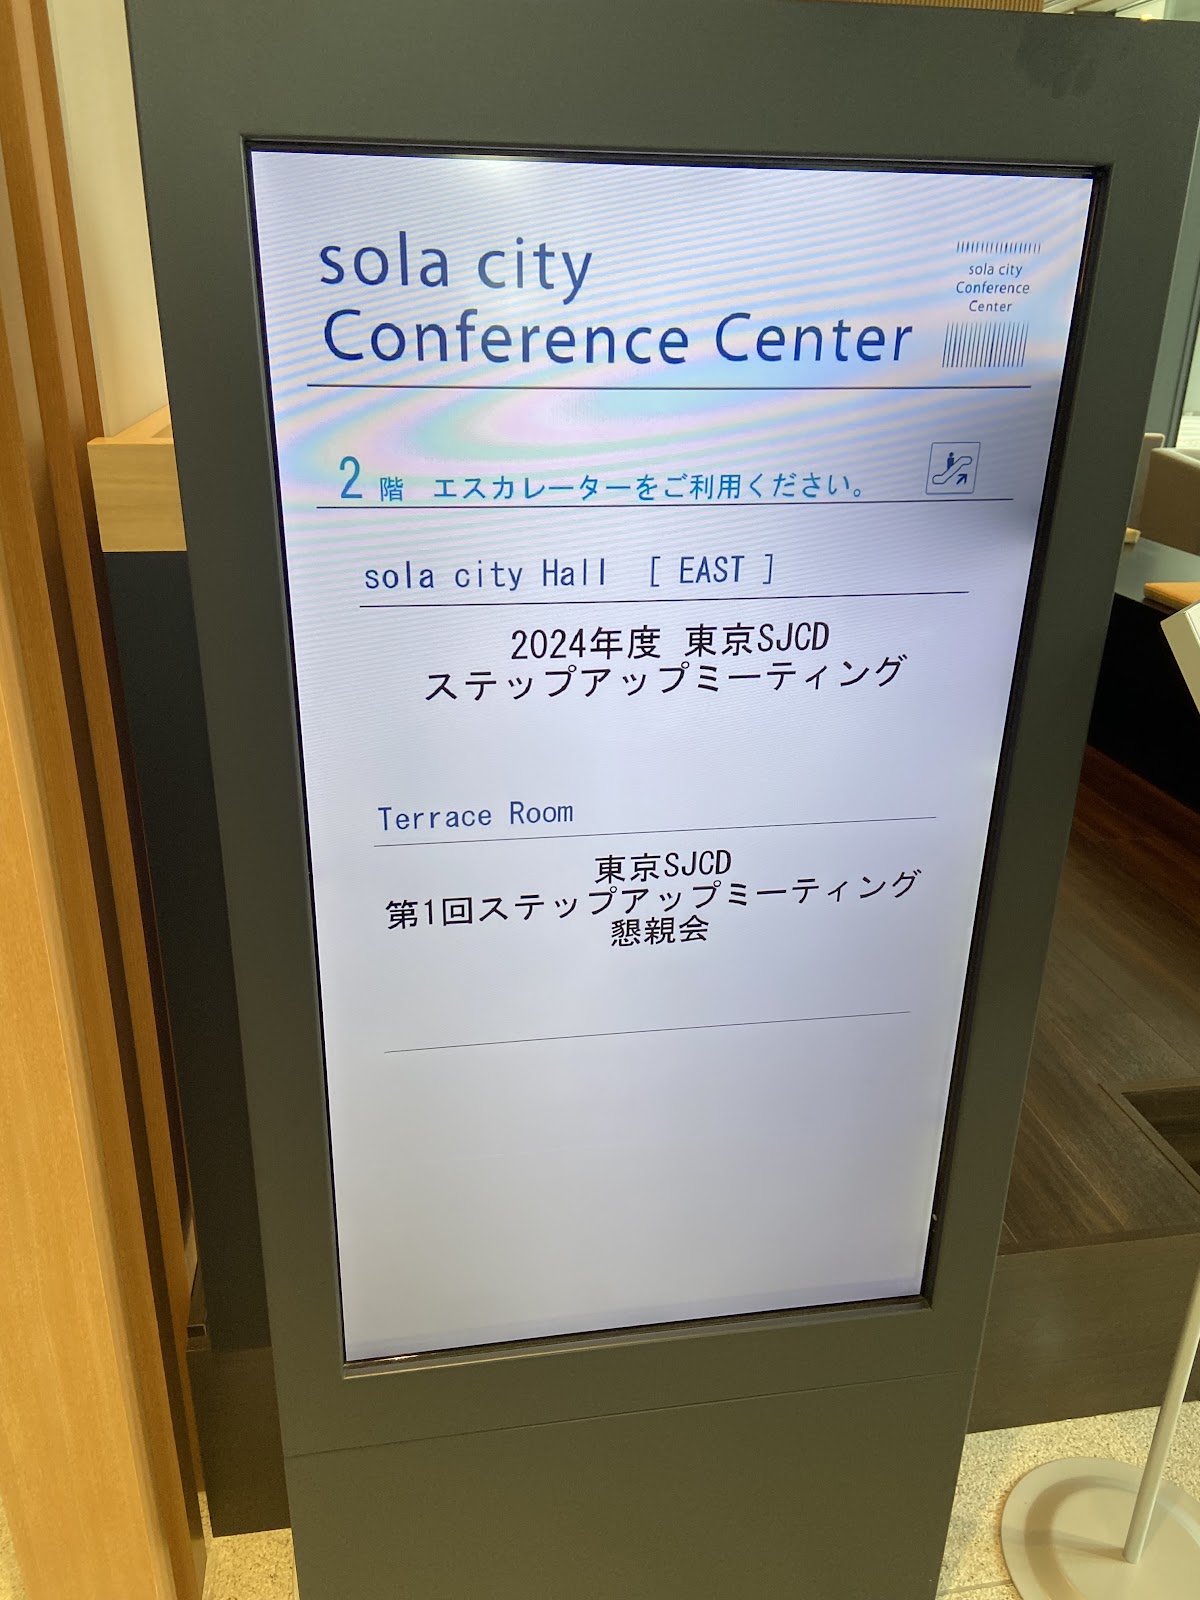 sola city
Conference Center
sola city
Conference
Center
2階 エスカレーターをご利用ください。
sola city Hall [ EAST ]
2024年度 東京SJCD
ステップアップミーティング
Terrace Room
東京SJCD
第1回ステップアップミーティング
懇親会